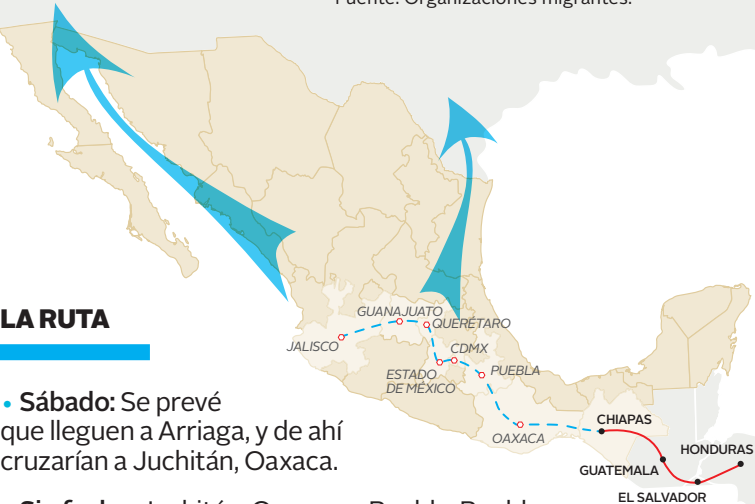 Fuente: Organizaciones migrantes.
GUANAJUATO
QUERÉTARO
JALISCO
CDMX
ESTADO
DE MÉXICO
PUEBLA
OAXACA
CHIAPAS
HONDURAS
GUATEMALA
EL SALVADOR
LA RUTA
• Sábado: Se prevé
que lleguen a Arriaga, y de ahí
cruzarían a Juchitán, Oaxaca.